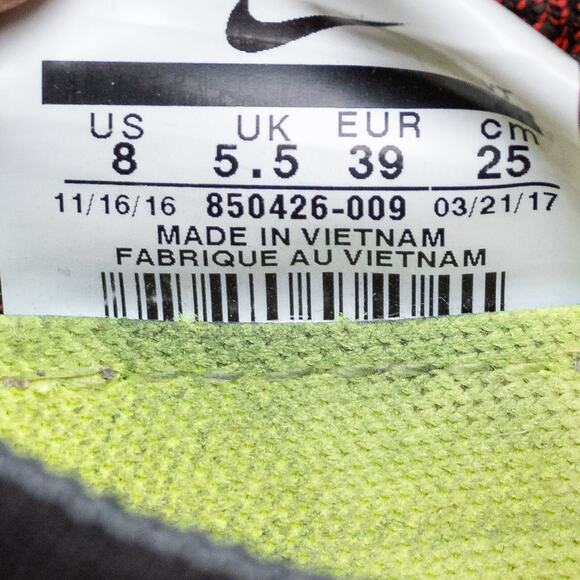 US UK EUR cm
8 5.5 39 25
11/16/16 850426-009 03/21/17
MADE IN VIETNAM
FABRIQUE AU VIETNAM